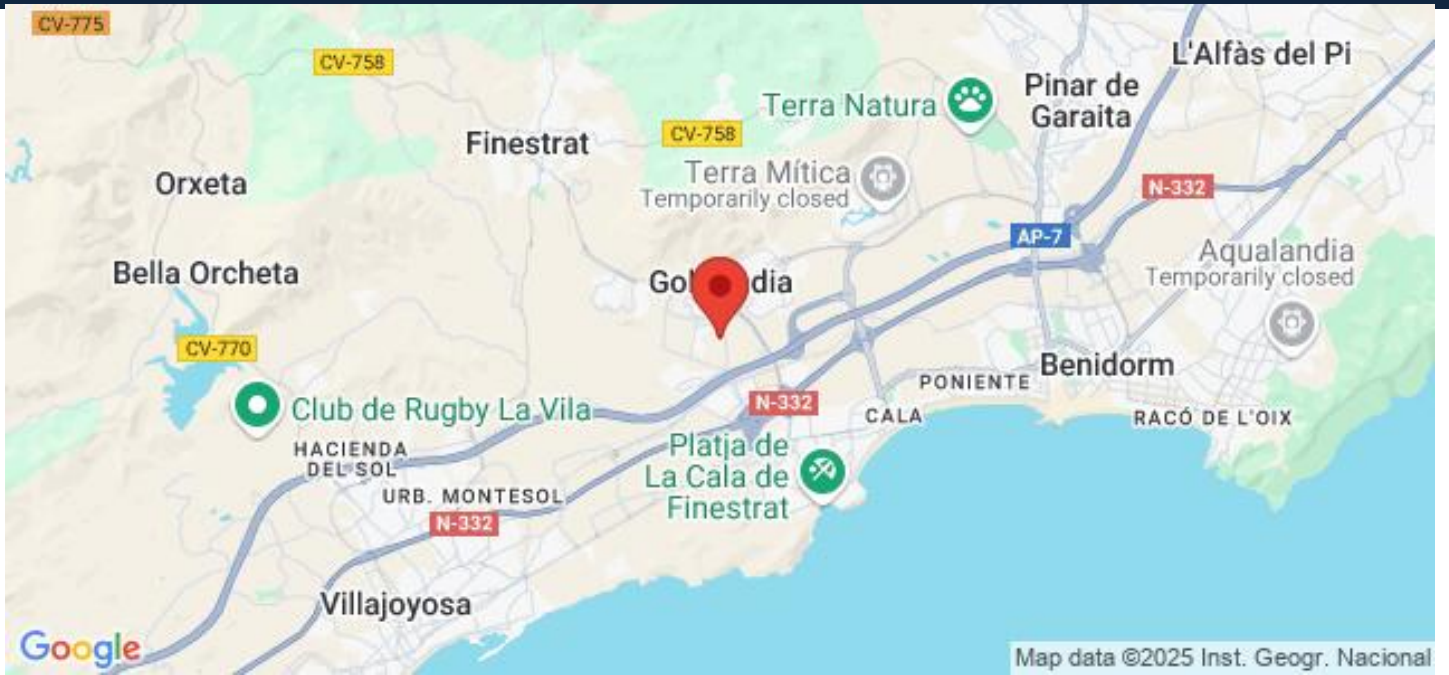 CV-775
CV-758
L'Alfàs del Pi
Terra Natura
Pinar de
Garaita
Finestrat
CV-758
Orxeta
Terra Mítica
Temporarily closed
N-332
AP-7
Aqualandia
Temporarily closed
Bella Orcheta
CV-770
Benidorm
PONIENTE
N-332
CALA
RACÓ DE L'OIX
Club de Rugby La Vila
HACIENDA
DEL SOL
Platja de
La Cala de
Finestrat
URB. MONTESOL
N-332
Villajoyosa
Google
Map data ©2025 Inst. Geogr. Nacional